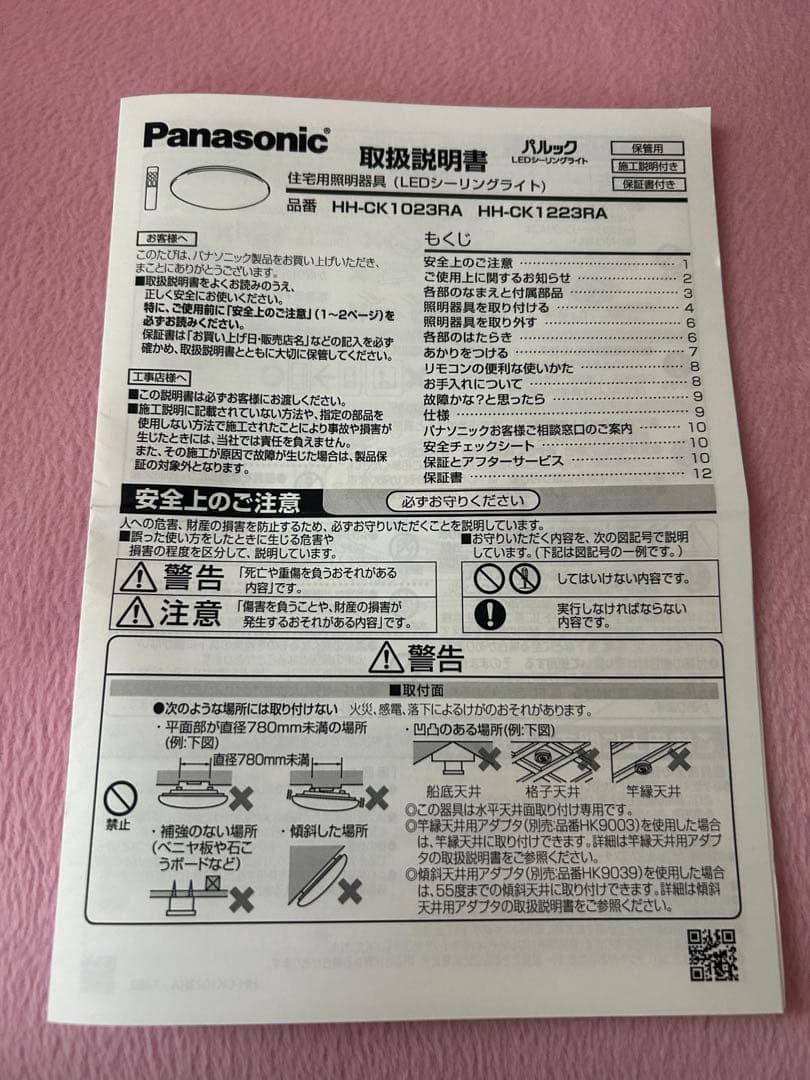 Panasonic®
取扱説明書
パルック
LEDシーリングライト
保管用
施工説明付き
保証書付き
住宅用照明器具 (LEDシーリングライト)
品番 HH-CK1023RA HH-CK1223RA
お客様へ
このたびは、パナソニック製品をお買い上げいただき、
まことにありがとうございます。
■取扱説明書をよくお読みのうえ、
正しく安全にお使いください。
特に、ご使用前に「安全上のご注意」(1~2ページ)を
必ずお読みください。
保証書は「お買い上げ日・販売店名」などの記入を必ず
確かめ、取扱説明書とともに大切に保管してください。
工事店様へ
■この説明書は必ずお客様にお渡しください。
■施工説明に記載されていない方法や、指定の部品を
使用しない方法で施工されたことにより事故や損害が
生じたときには、当社では責任を負えません。
また、その施工が原因で故障が生じた場合は、製品保
証の対象外となります。
もくじ
安全上のご注意 ………… 1
ご使用上に関するお知らせ ………… 2
各部のなまえと付属部品 ………… 3
照明器具を取り付ける ………… 4
照明器具を取り外す ………… 6
各部のはたらき ………… 6
あかりをつける ………… 7
リモコンの便利な使いかた ………… 8
お手入れについて ………… 8
故障かな?と思ったら ………… 9
仕様 ………… 9
パナソニックお客様ご相談窓口のご案内 ………… 10
安全チェックシート ………… 10
保証とアフターサービス ………… 10
保証書 ………… 12
安全上のご注意 必ずお守りください
人への危害、財産の損害を防止するため、必ずお守りいただくことを説明しています。
■誤った使い方をしたときに生じる危害や
損害の程度を区分して、説明しています。
警告 「死亡や重傷を負うおそれがある
内容」です。
注意 「傷害を負うことや、財産の損害が
発生するおそれがある内容」です。
■お守りいただく内容を、次の図記号で説明
しています。(下記は図記号の一例です。)
してはいけない内容です。
実行しなければならない
内容です。
警告
■取付面
●次のような場所には取り付けない 火災、感電、落下によるけがのおそれがあります。
禁止
・平面部が直径780mm未満の場所
(例:下図)
直径780mm未満
・補強のない場所
(ベニヤ板や石こ
うボードなど)
・傾斜した場所
・凹凸のある場所(例:下図)
船底天井 格子天井 竿縁天井
◎この器具は水平天井面取り付け専用です。
◎竿縁天井用アダプタ(別売:品番HK9003)を使用した場合
は、竿縁天井に取り付けできます。詳細は竿縁天井用アダプ
タの取扱説明書をご参照ください。
◎傾斜天井用アダプタ(別売:品番HK9039)を使用した場合
は、55度までの傾斜天井に取り付けできます。詳細は傾斜
天井用アダプタの取扱説明書をご参照ください。